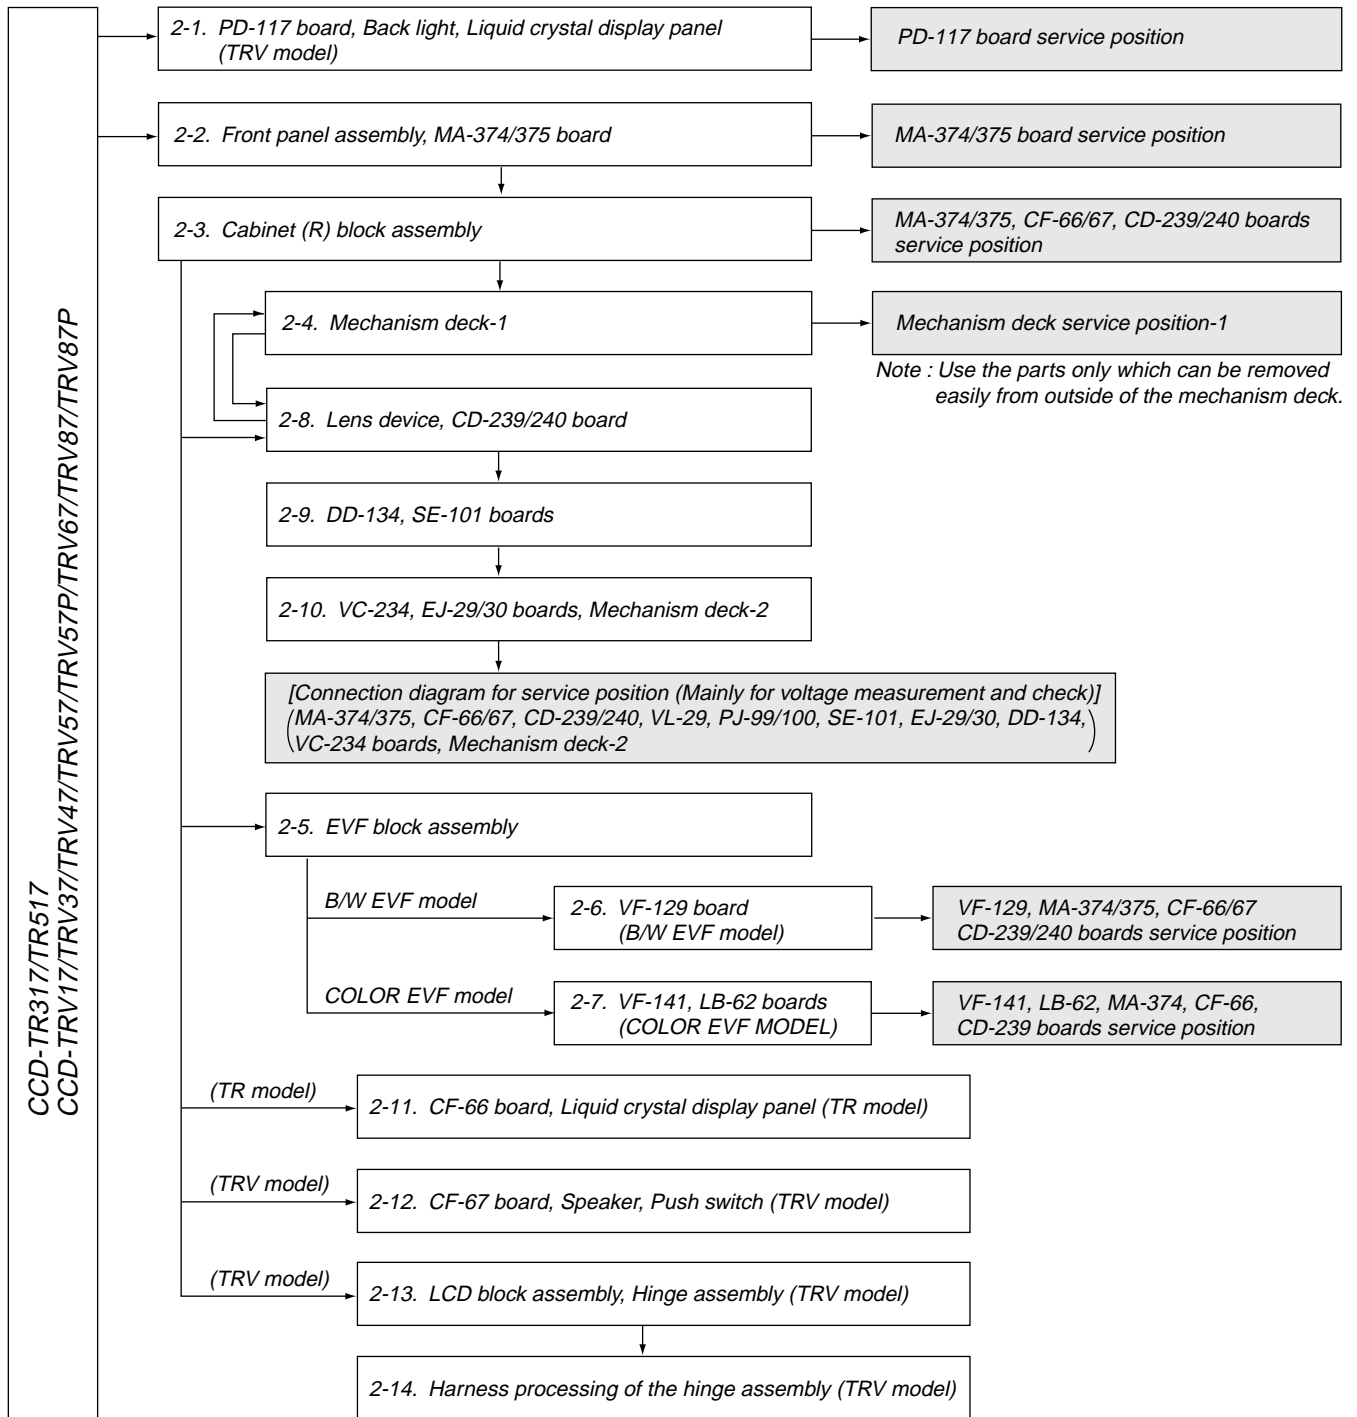 CCD-TR317/TR517
CCD-TRV17/TRV37/TRV47/TRV57/TRV57P/TRV67/TRV87/TRV87P
2-1. PD-117 board, Back light, Liquid crystal display panel
(TRV model)
PD-117 board service position
2-2. Front panel assembly, MA-374/375 board
MA-374/375 board service position
2-3. Cabinet (R) block assembly
MA-374/375, CF-66/67, CD-239/240 boards
service position
2-4. Mechanism deck-1
Mechanism deck service position-1
Note : Use the parts only which can be removed
easily from outside of the mechanism deck.
2-8. Lens device, CD-239/240 board
2-9. DD-134, SE-101 boards
2-10. VC-234, EJ-29/30 boards, Mechanism deck-2
[Connection diagram for service position (Mainly for voltage measurement and check)]
(MA-374/375, CF-66/67, CD-239/240, VL-29, PJ-99/100, SE-101, EJ-29/30, DD-134,
VC-234 boards, Mechanism deck-2)
2-5. EVF block assembly
B/W EVF model
2-6. VF-129 board
(B/W EVF model)
VF-129, MA-374/375, CF-66/67
CD-239/240 boards service position
COLOR EVF model
2-7. VF-141, LB-62 boards
(COLOR EVF MODEL)
VF-141, LB-62, MA-374, CF-66,
CD-239 boards service position
(TR model)
2-11. CF-66 board, Liquid crystal display panel (TR model)
(TRV model)
2-12. CF-67 board, Speaker, Push switch (TRV model)
(TRV model)
2-13. LCD block assembly, Hinge assembly (TRV model)
2-14. Harness processing of the hinge assembly (TRV model)